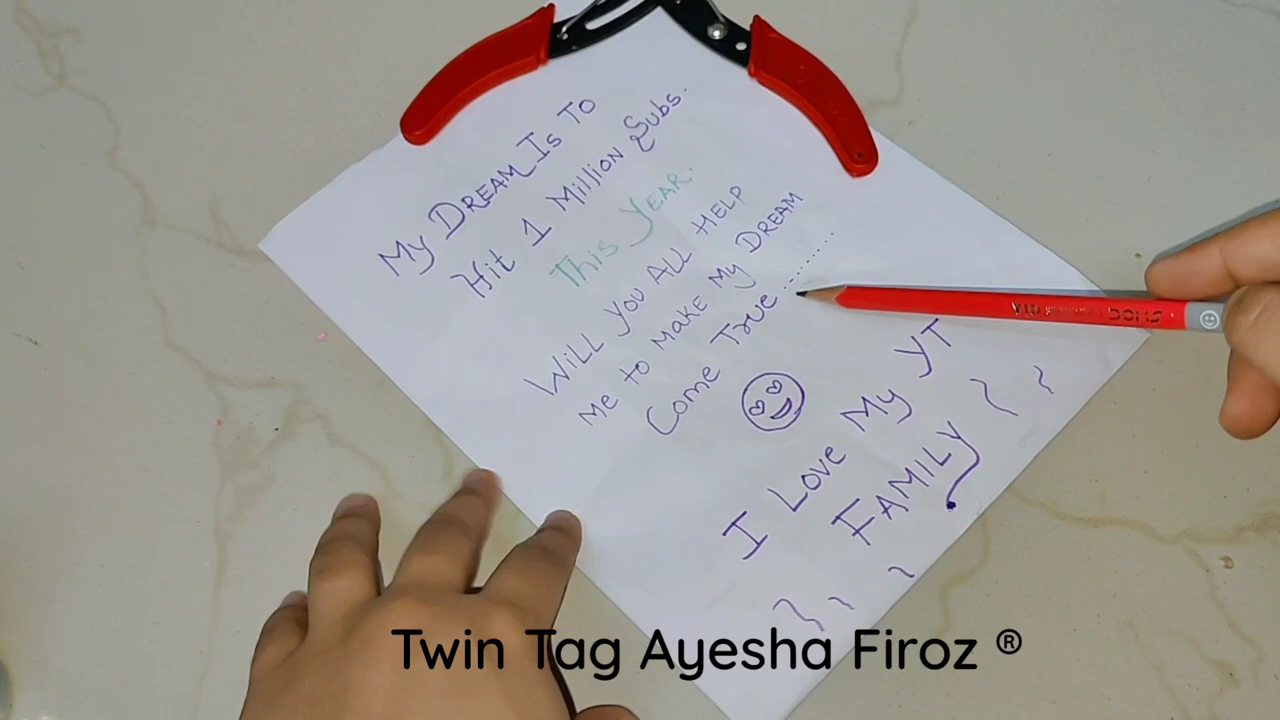 My DREAM Is To
Hit 1 Million Subs.
This YEAR.
WiLL you ALL HELP
Me to MAKE My DREAM
Come True .........
I Love My YT
FAMILY
DOMS
Twin Tag Ayesha Firoz ®